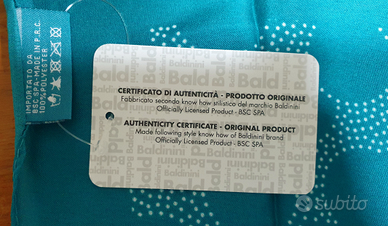 IMPORTATO DA
BSC SPA-MADE IN P.R.C.
100%POLYESTER
CERTIFICATO DI AUTENTICITÀ - PRODOTTO ORIGINALE
Fabbricato secondo know how stilistico del marchio Baldinini
Officially Licensed Product - BSC SPA
AUTHENTICITY CERTIFICATE - ORIGINAL PRODUCT
Made following style know how of Baldinini brand
Officially Licensed Product - BSC SPA
Baldinini
subito